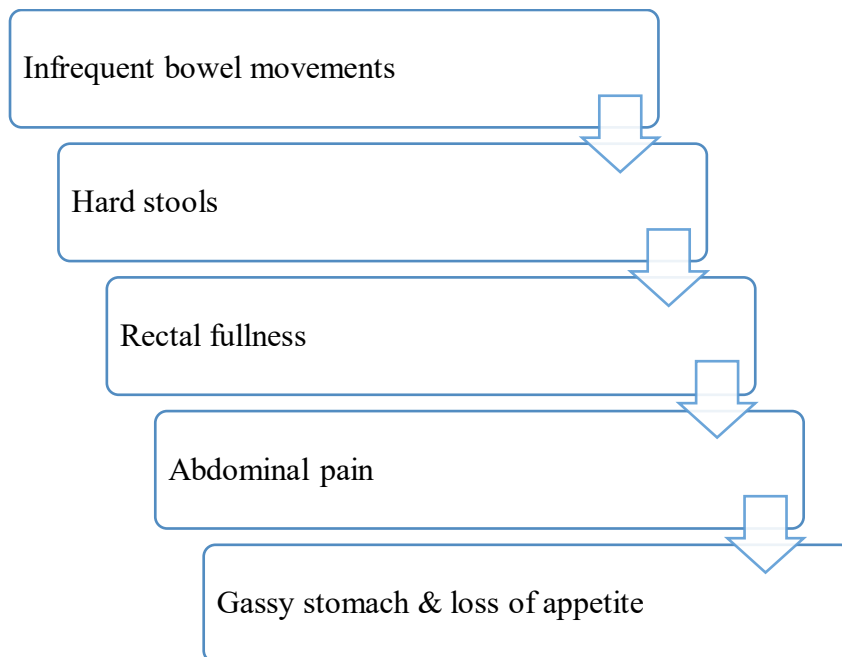 Infrequent bowel movements
Hard stools
Rectal fullness
Abdominal pain
Gassy stomach & loss of appetite